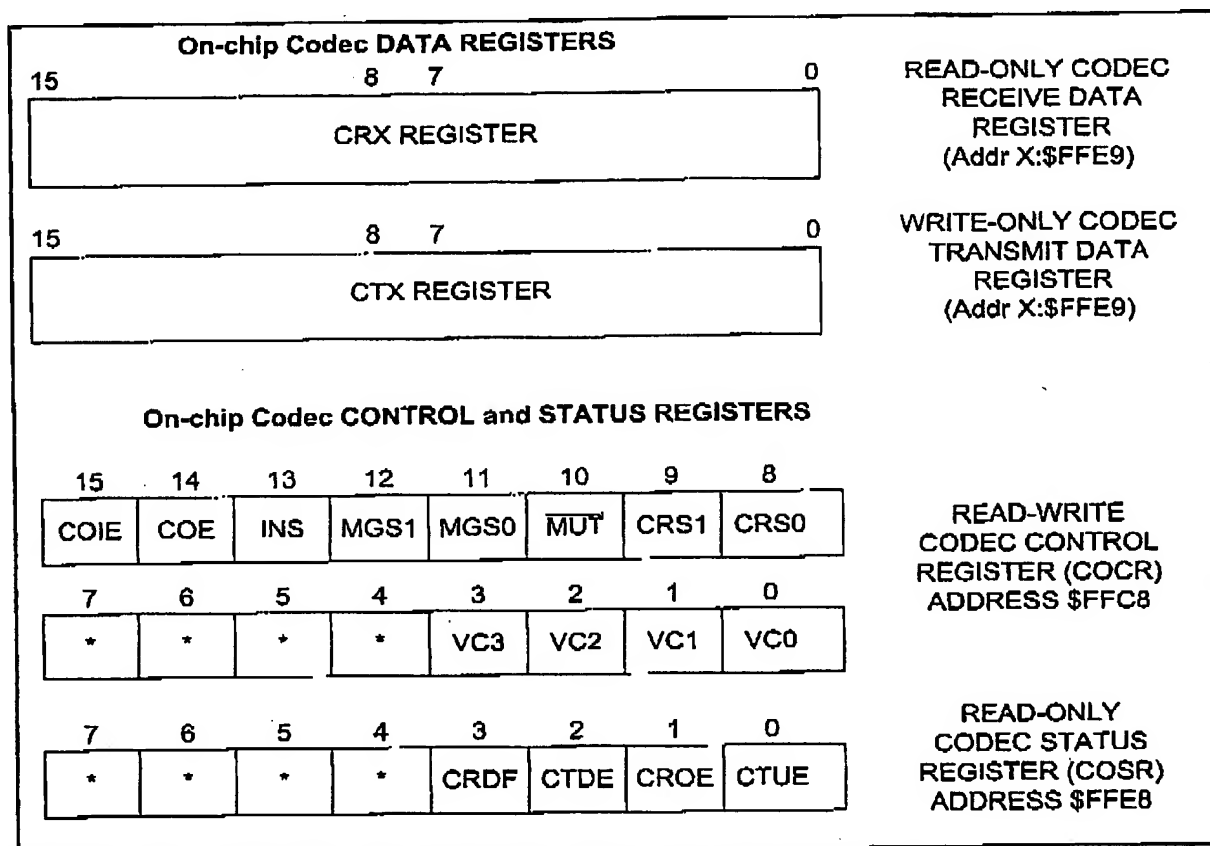 On-chip Codec DATA REGISTERS
15 8 7 0
CRX REGISTER
READ-ONLY CODEC
RECEIVE DATA
REGISTER
(Addr X:$FFE9)
15 8 7 0
CTX REGISTER
WRITE-ONLY CODEC
TRANSMIT DATA
REGISTER
(Addr X:$FFE9)
On-chip Codec CONTROL and STATUS REGISTERS
15 14 13 12 11 10 9 8
COIE COE INS MGS1 MGS0 M̅U̅T̅ CRS1 CRS0
7 6 5 4 3 2 1 0
* * * * VC3 VC2 VC1 VC0
READ-WRITE
CODEC CONTROL
REGISTER (COCR)
ADDRESS $FFC8
7 6 5 4 3 2 1 0
* * * * CRDF CTDE CROE CTUE
READ-ONLY
CODEC STATUS
REGISTER (COSR)
ADDRESS $FFE8